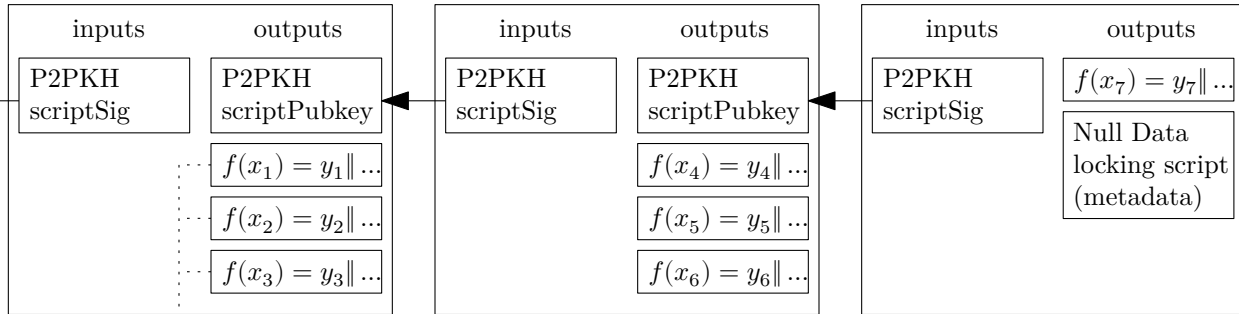 inputs
outputs
P2PKH
scriptSig
P2PKH
scriptPubkey
f(x₁) = y₁‖ ...
f(x₂) = y₂‖ ...
f(x₃) = y₃‖ ...
inputs
outputs
P2PKH
scriptSig
P2PKH
scriptPubkey
f(x₄) = y₄‖ ...
f(x₅) = y₅‖ ...
f(x₆) = y₆‖ ...
inputs
outputs
P2PKH
scriptSig
f(x₇) = y₇‖ ...
Null Data
locking script
(metadata)